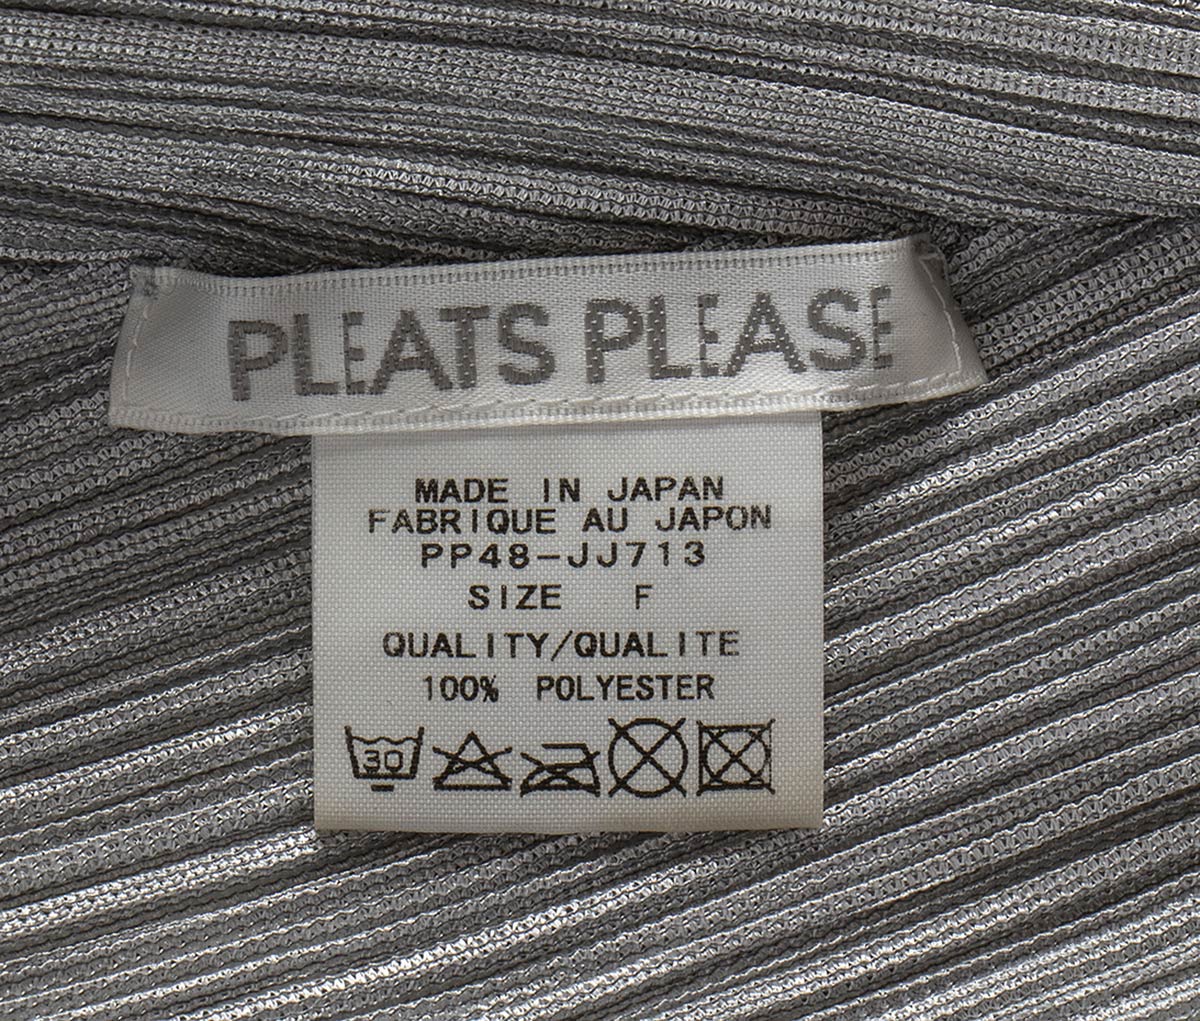 PLEATS PLEASE
MADE IN JAPAN
FABRIQUE AU JAPON
PP48-JJ713
SIZE F
QUALITY/QUALITE
100% POLYESTER
30